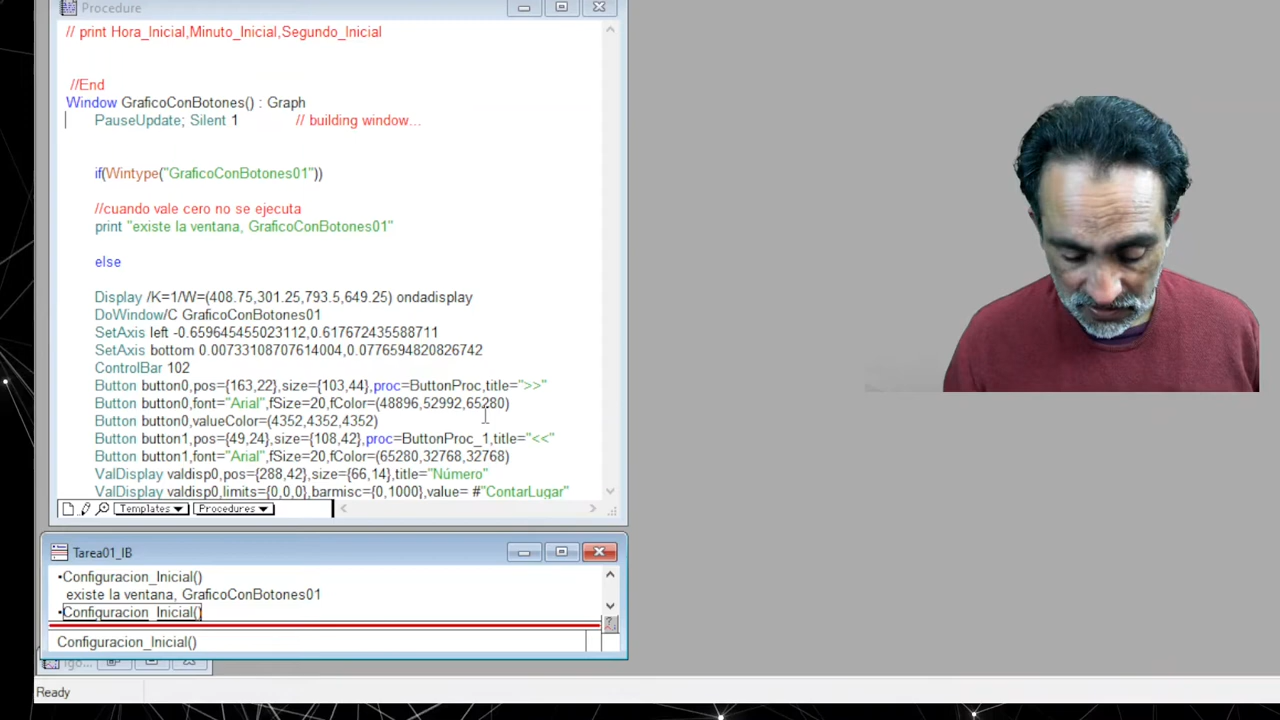 Procedure
// print Hora_Inicial,Minuto_Inicial,Segundo_Inicial
//End
Window GraficoConBotones() : Graph
PauseUpdate; Silent 1 // building window...
if(Wintype("GraficoConBotones01"))
//cuando vale cero no se ejecuta
print "existe la ventana, GraficoConBotones01"
else
Display /K=1/W=(408.75,301.25,793.5,649.25) ondadisplay
DoWindow/C GraficoConBotones01
SetAxis left -0.659645455023112,0.617672435588711
SetAxis bottom 0.00733108707614004,0.0776594820826742
ControlBar 102
Button button0,pos={163,22},size={103,44},proc=ButtonProc,title=">>"
Button button0,font="Arial",fSize=20,fColor=(48896,52992,65280)
Button button0,valueColor=(4352,4352,4352)
Button button1,pos={49,24},size={108,42},proc=ButtonProc_1,title="<<"
Button button1,font="Arial",fSize=20,fColor=(65280,32768,32768)
ValDisplay valdisp0,pos={288,42},size={66,14},title="Número"
ValDisplay valdisp0,limits={0,0,0},barmisc={0,1000},value= #"ContarLugar"
Templates Procedures
Tarea01_IB
•Configuracion_Inicial()
existe la ventana, GraficoConBotones01
•Configuracion_Inicial()
Configuracion_Inicial()
Ready